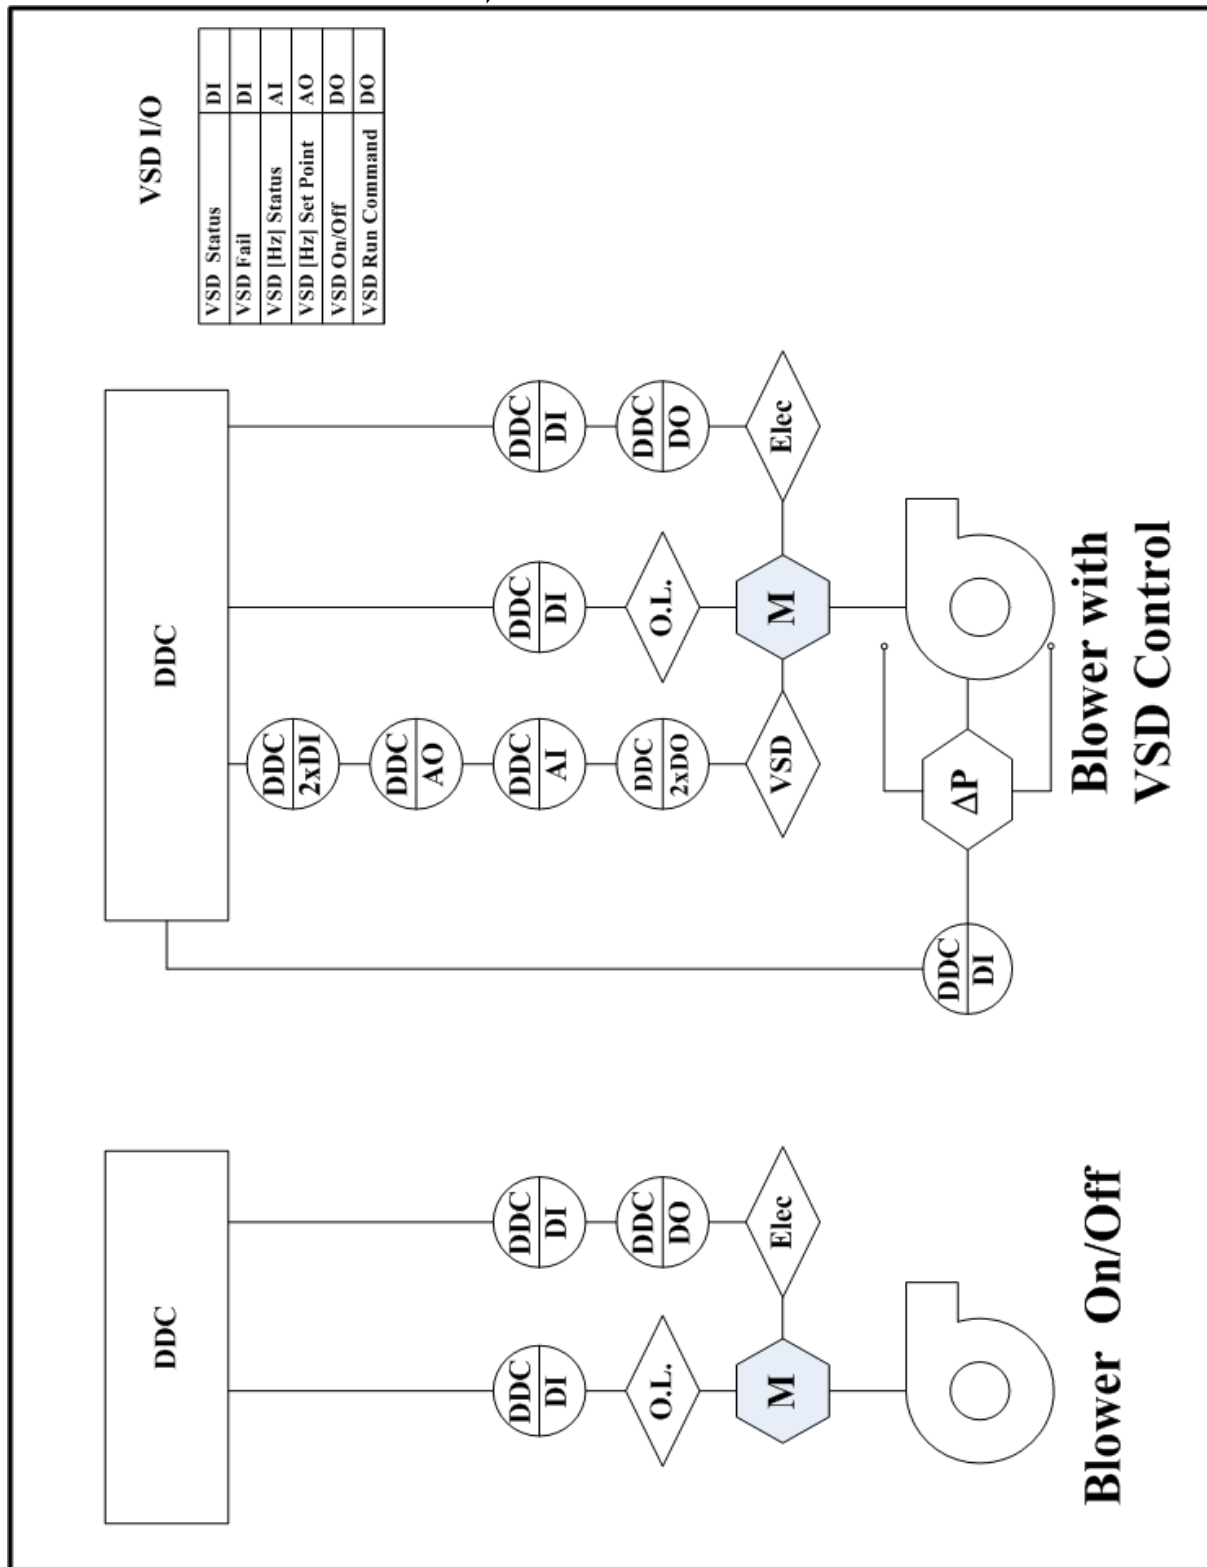 DDC
DDC
DI
DDC
DI
O.L.
DDC
DO
M
Elec
Blower On/Off
DDC
DDC
2xDI
DDC
AO
DDC
AI
DDC
DI
DDC
DI
DDC
2xDO
O.L.
DDC
DO
VSD
M
Elec
DDC
DI
ΔP
Blower with
VSD Control
VSD I/O
VSD Status DI
VSD Fail DI
VSD [Hz] Status AI
VSD [Hz] Set Point AO
VSD On/Off DO
VSD Run Command DO